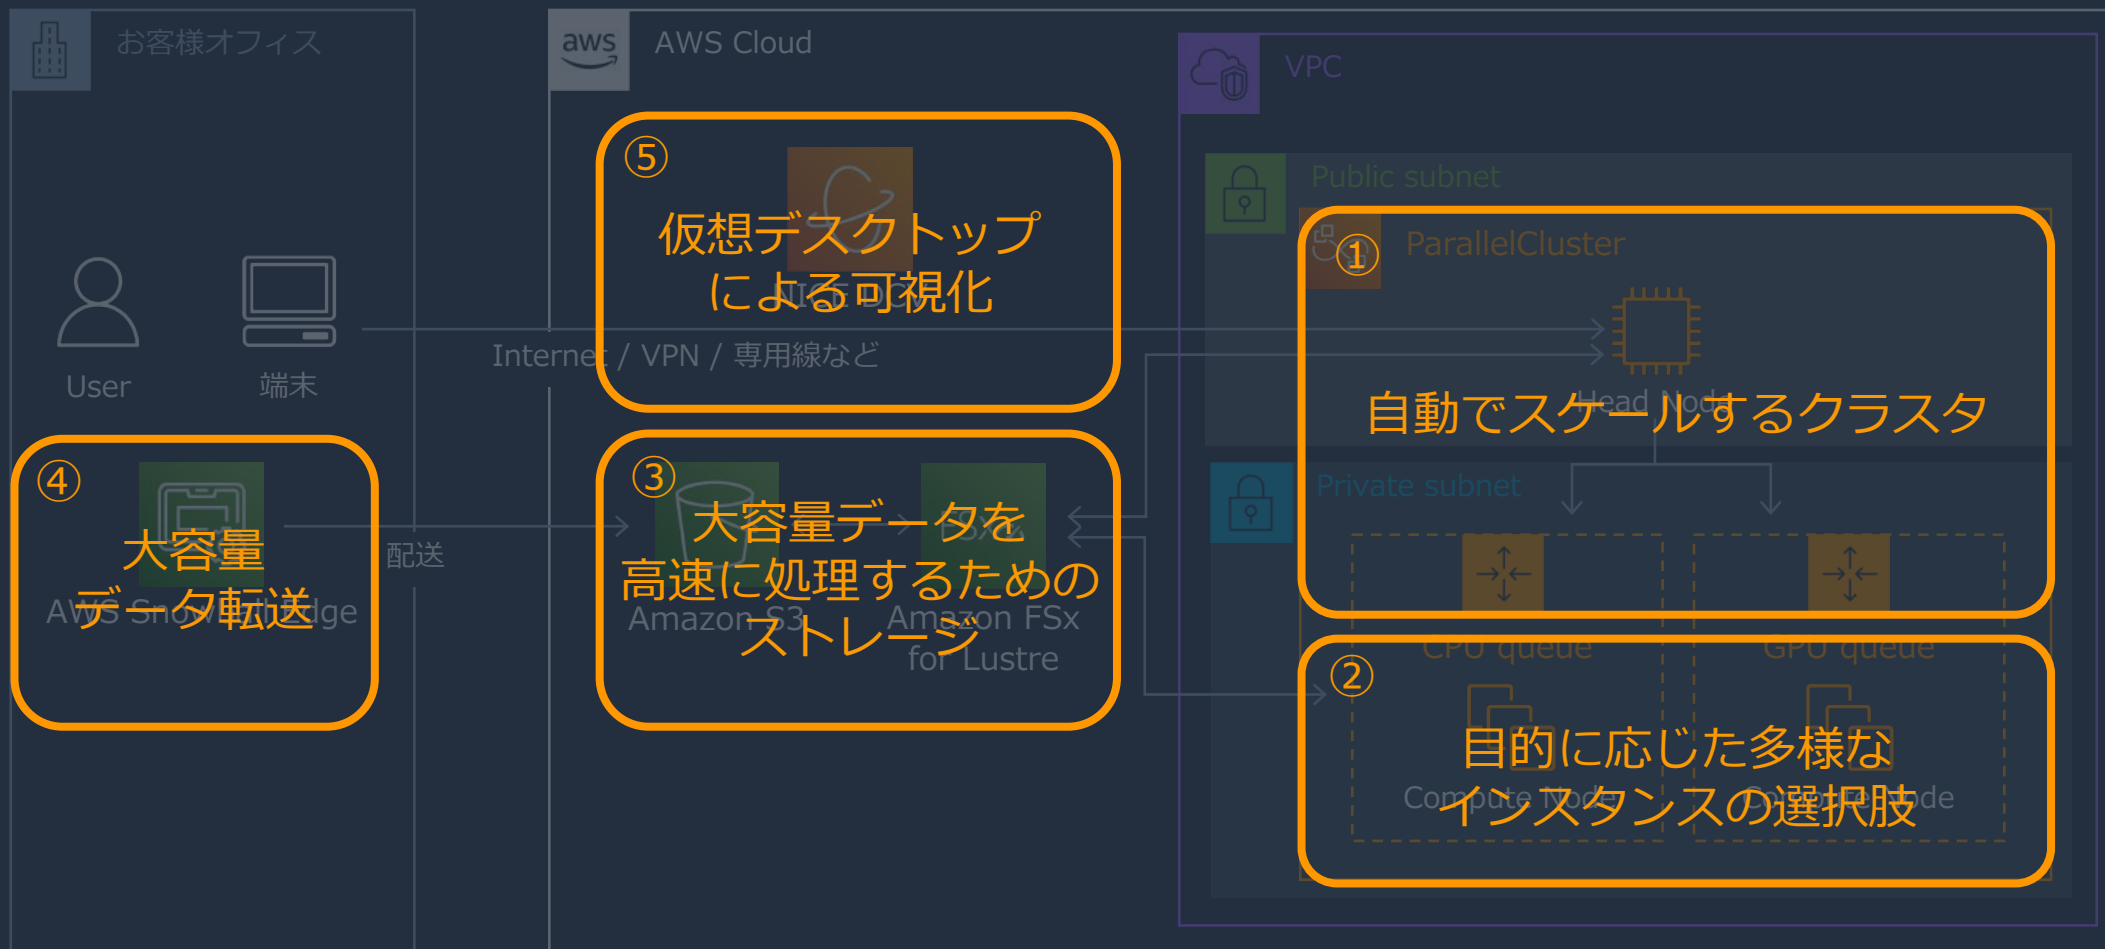 お客様オフィス
aws
AWS Cloud
VPC
Public subnet
⑤
仮想デスクトップ
による可視化
NICE DCV
①
ParallelCluster
Head Node
自動でスケールするクラスタ
Internet / VPN / 専用線など
User
端末
④
大容量
データ転送
AWS Snowball Edge
配送
③
大容量データを
高速に処理するための
ストレージ
Amazon S3
FSx
Amazon FSx
for Lustre
Private subnet
CPU queue
GPU queue
②
目的に応じた多様な
インスタンスの選択肢
Compute Node
Compute Node